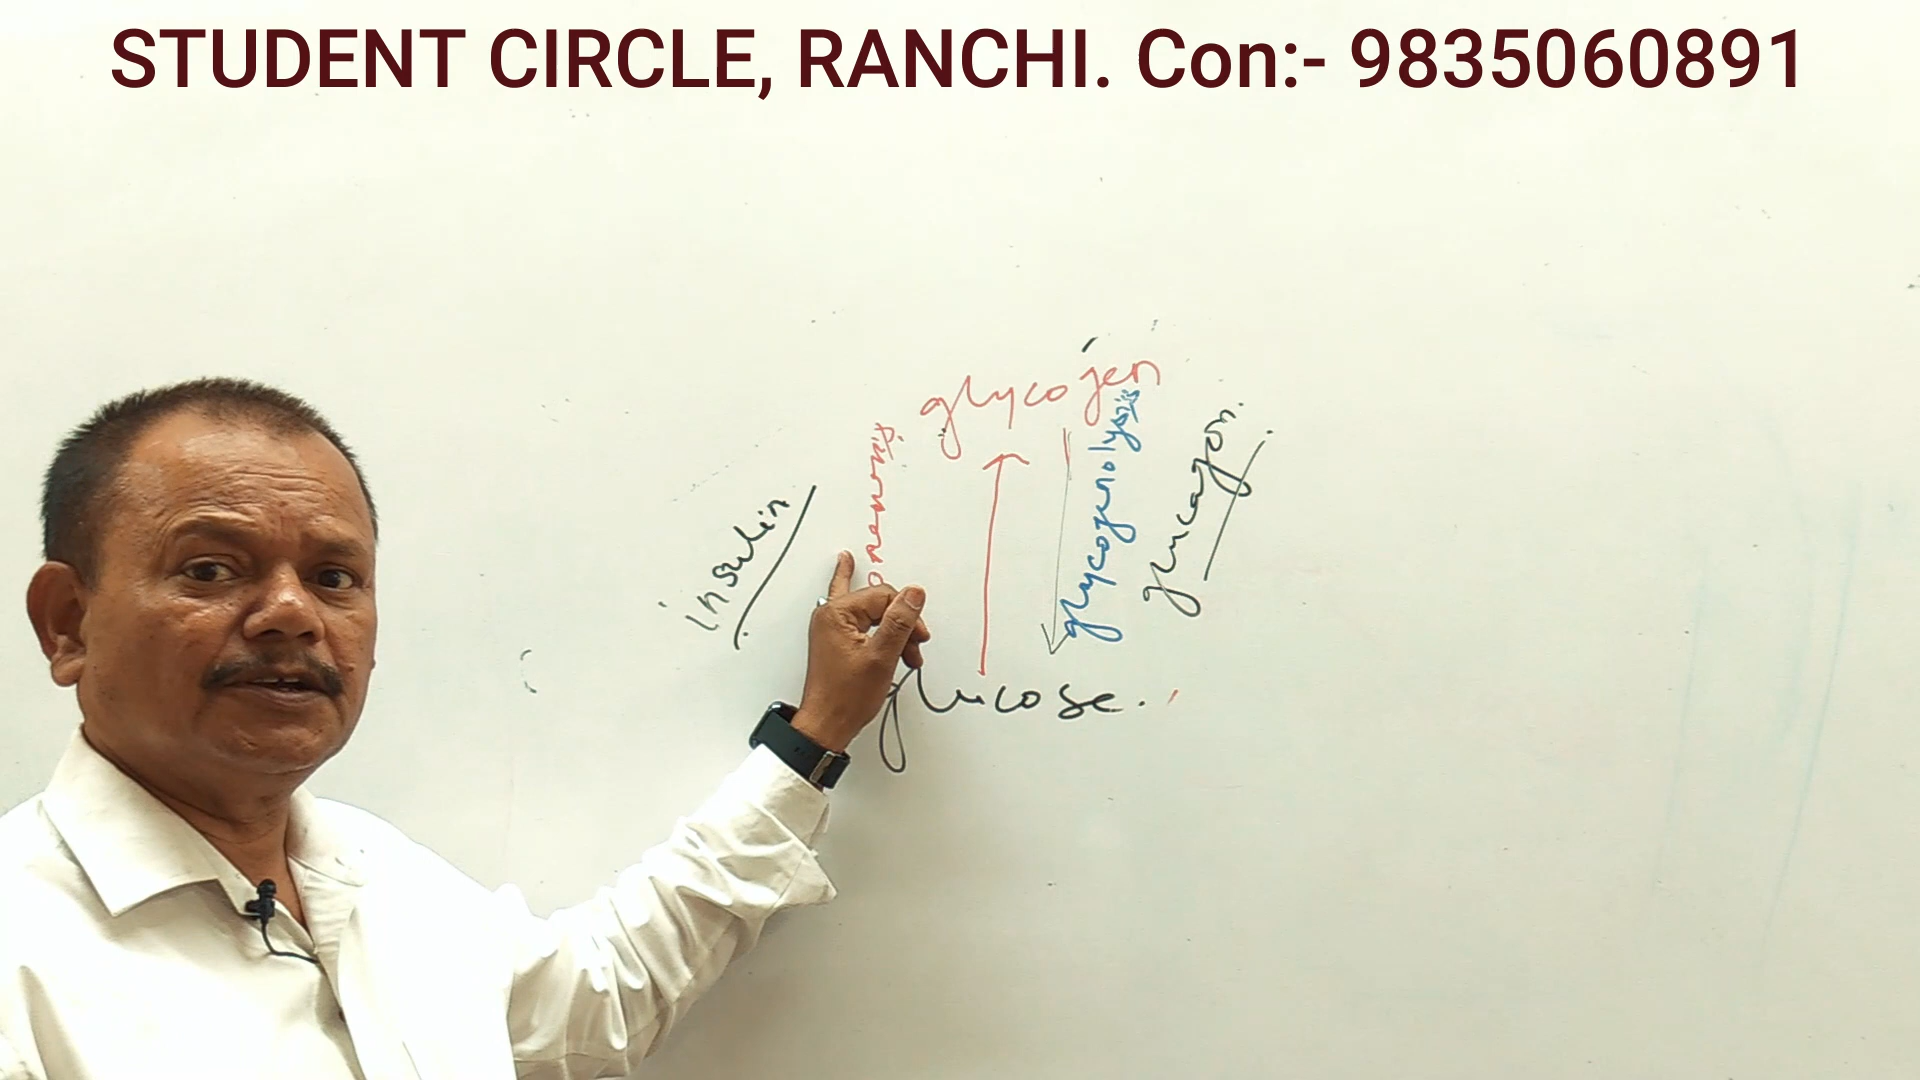 STUDENT CIRCLE, RANCHI. Con:- 9835060891
glycogen
insulin
glycogenolysis
glucagon.
glucose.